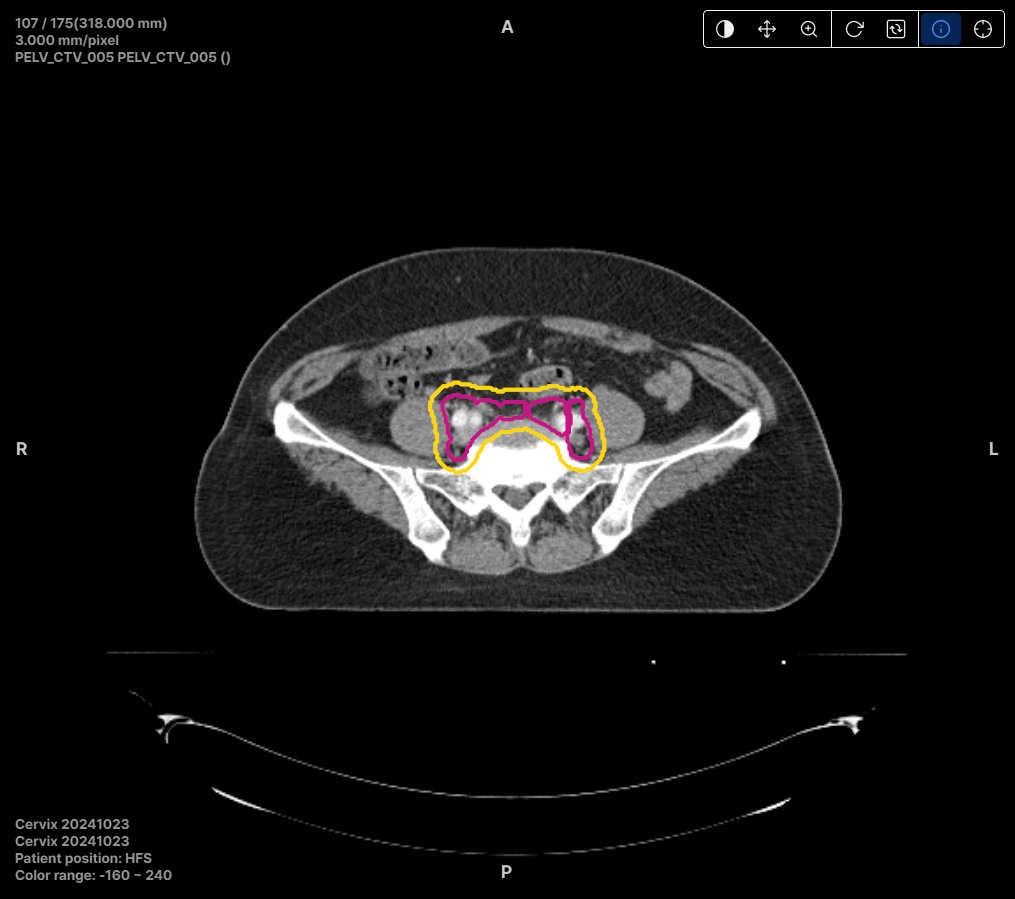 107 / 175(318.000 mm)
3.000 mm/pixel
PELV_CTV_005 PELV_CTV_005 ()
A
R
L
Cervix 20241023
Cervix 20241023
Patient position: HFS
Color range: -160 ~ 240
P